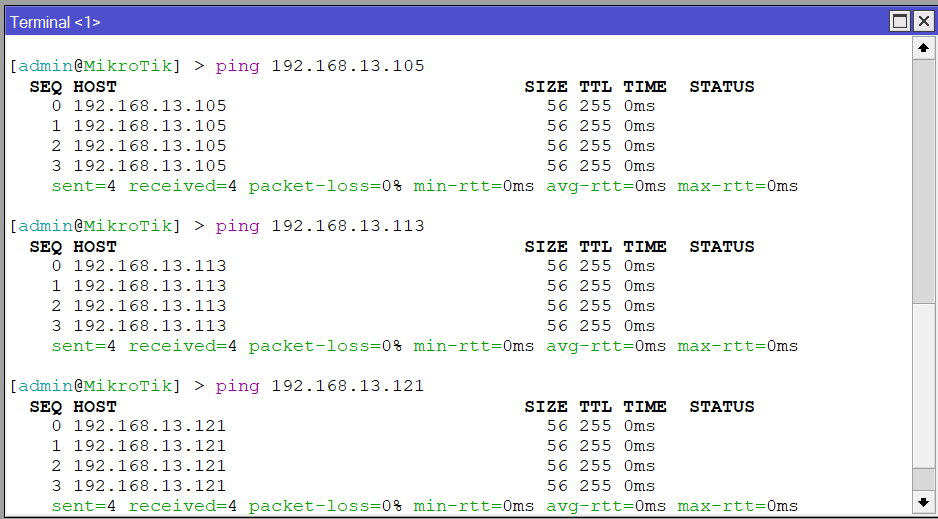 Terminal <1>
[admin@MikroTik] > ping 192.168.13.105
SEQ HOST SIZE TTL TIME STATUS
0 192.168.13.105 56 255 0ms
1 192.168.13.105 56 255 0ms
2 192.168.13.105 56 255 0ms
3 192.168.13.105 56 255 0ms
sent=4 received=4 packet-loss=0% min-rtt=0ms avg-rtt=0ms max-rtt=0ms
[admin@MikroTik] > ping 192.168.13.113
SEQ HOST SIZE TTL TIME STATUS
0 192.168.13.113 56 255 0ms
1 192.168.13.113 56 255 0ms
2 192.168.13.113 56 255 0ms
3 192.168.13.113 56 255 0ms
sent=4 received=4 packet-loss=0% min-rtt=0ms avg-rtt=0ms max-rtt=0ms
[admin@MikroTik] > ping 192.168.13.121
SEQ HOST SIZE TTL TIME STATUS
0 192.168.13.121 56 255 0ms
1 192.168.13.121 56 255 0ms
2 192.168.13.121 56 255 0ms
3 192.168.13.121 56 255 0ms
sent=4 received=4 packet-loss=0% min-rtt=0ms avg-rtt=0ms max-rtt=0ms